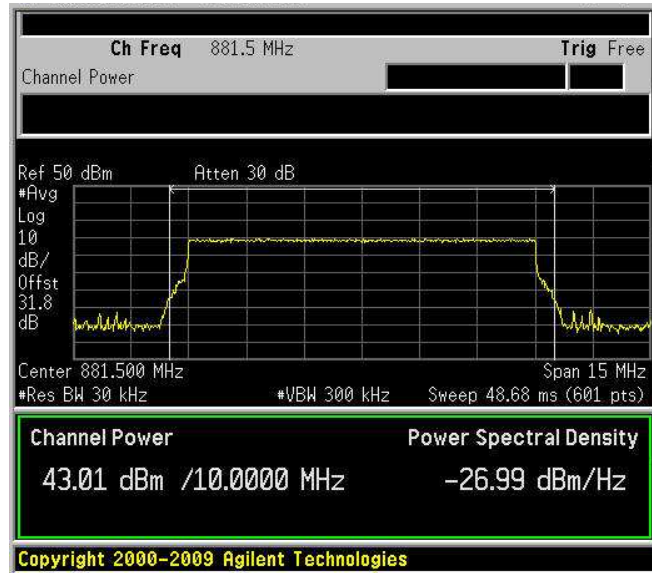 Ch Freq 881.5 MHz Trig Free
Channel Power
Ref 50 dBm Atten 30 dB
#Avg
Log
10
dB/
Offst
31.8
dB
Center 881.500 MHz Span 15 MHz
#Res BW 30 kHz #VBW 300 kHz Sweep 48.68 ms (601 pts)
Channel Power Power Spectral Density
43.01 dBm /10.0000 MHz -26.99 dBm/Hz
Copyright 2000-2009 Agilent Technologies